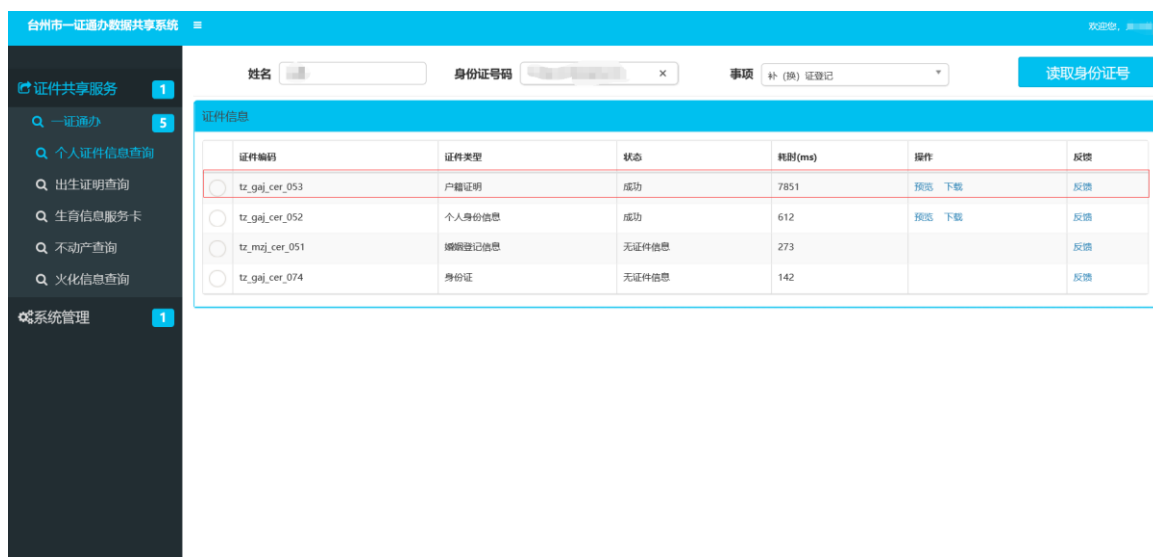 台州市一证通办数据共享系统
欢迎您,
证件共享服务 1
一证通办 5
个人证件信息查询
出生证明查询
生育信息服务卡
不动产查询
火化信息查询
系统管理 1
姓名 身份证号码 × 事项 补 (换) 证登记 读取身份证号
证件信息
证件编码 证件类型 状态 耗时(ms) 操作 反馈
tz_gaj_cer_053 户籍证明 成功 7851 预览 下载 反馈
tz_gaj_cer_052 个人身份信息 成功 612 预览 下载 反馈
tz_mzj_cer_051 婚姻登记信息 无证件信息 273 反馈
tz_gaj_cer_074 身份证 无证件信息 142 反馈